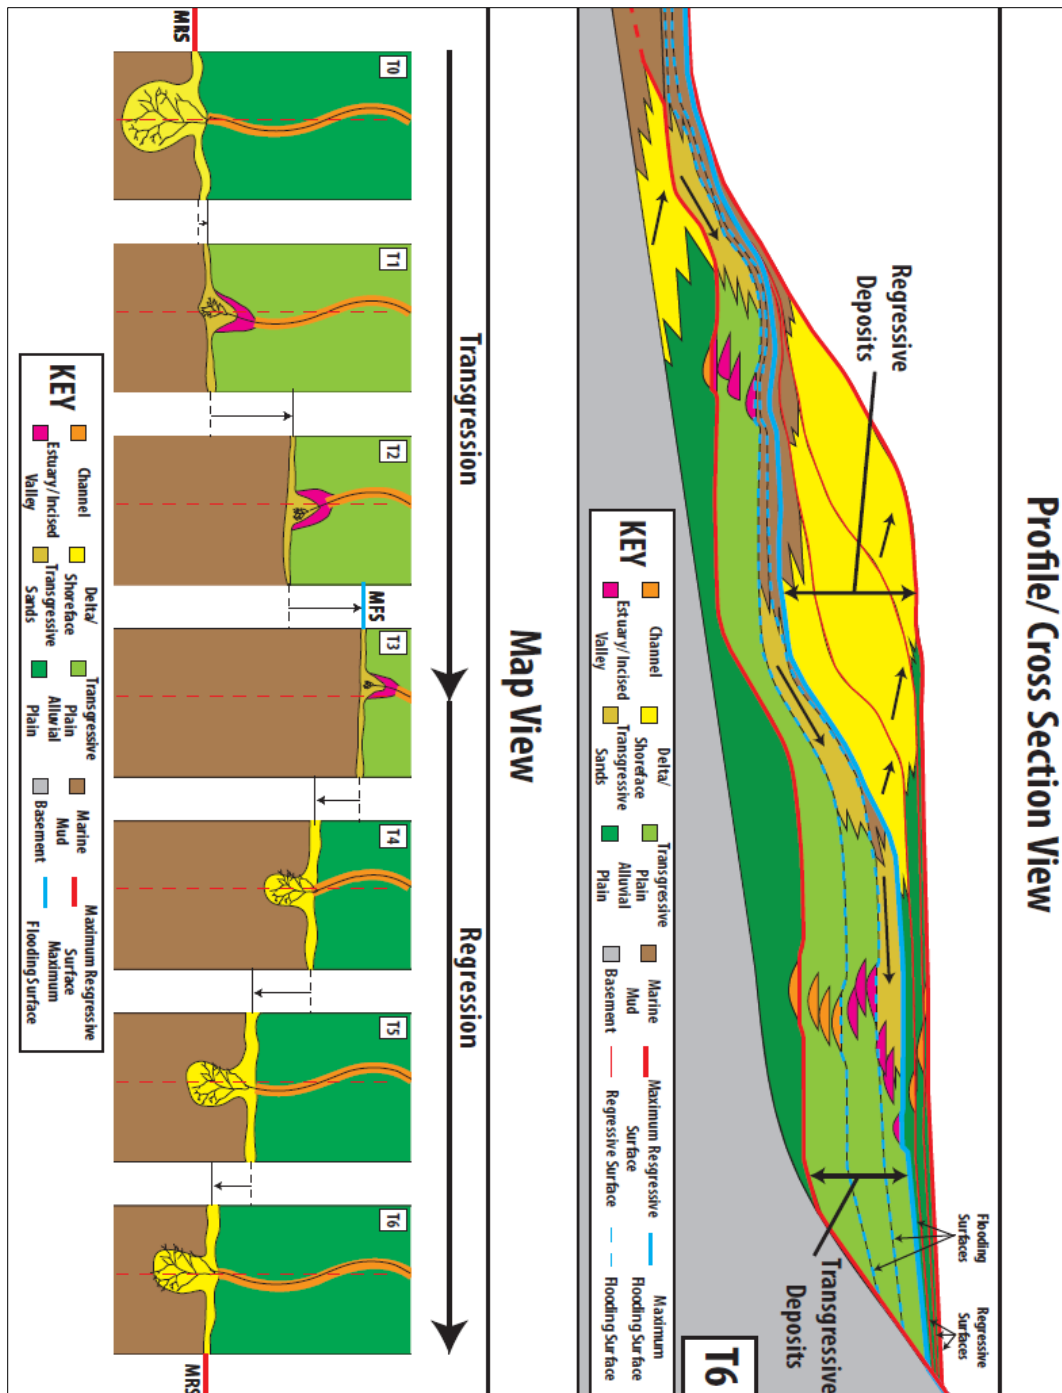 Profile/ Cross Section View
Regressive
Deposits
Transgressive
Deposits
Flooding
Surfaces
Regressive
Surfaces
T6
KEY
Channel
Estuary/ Incised
Valley
Delta/
Shoreface
Transgressive
Sands
Transgressive
Plain
Alluvial
Plain
Marine
Mud
Basement
Maximum Resgressive
Surface
Regressive Surface
Maximum
Flooding Surface
Flooding Surface
Map View
Transgression
Regression
MRS
T0
T1
T2
MFS
T3
T4
T5
T6
MRS
KEY
Channel
Estuary/ Incised
Valley
Delta/
Shoreface
Transgressive
Sands
Transgressive
Plain
Alluvial
Plain
Marine
Mud
Basement
Maximum Resgressive
Surface
Maximum
Flooding Surface